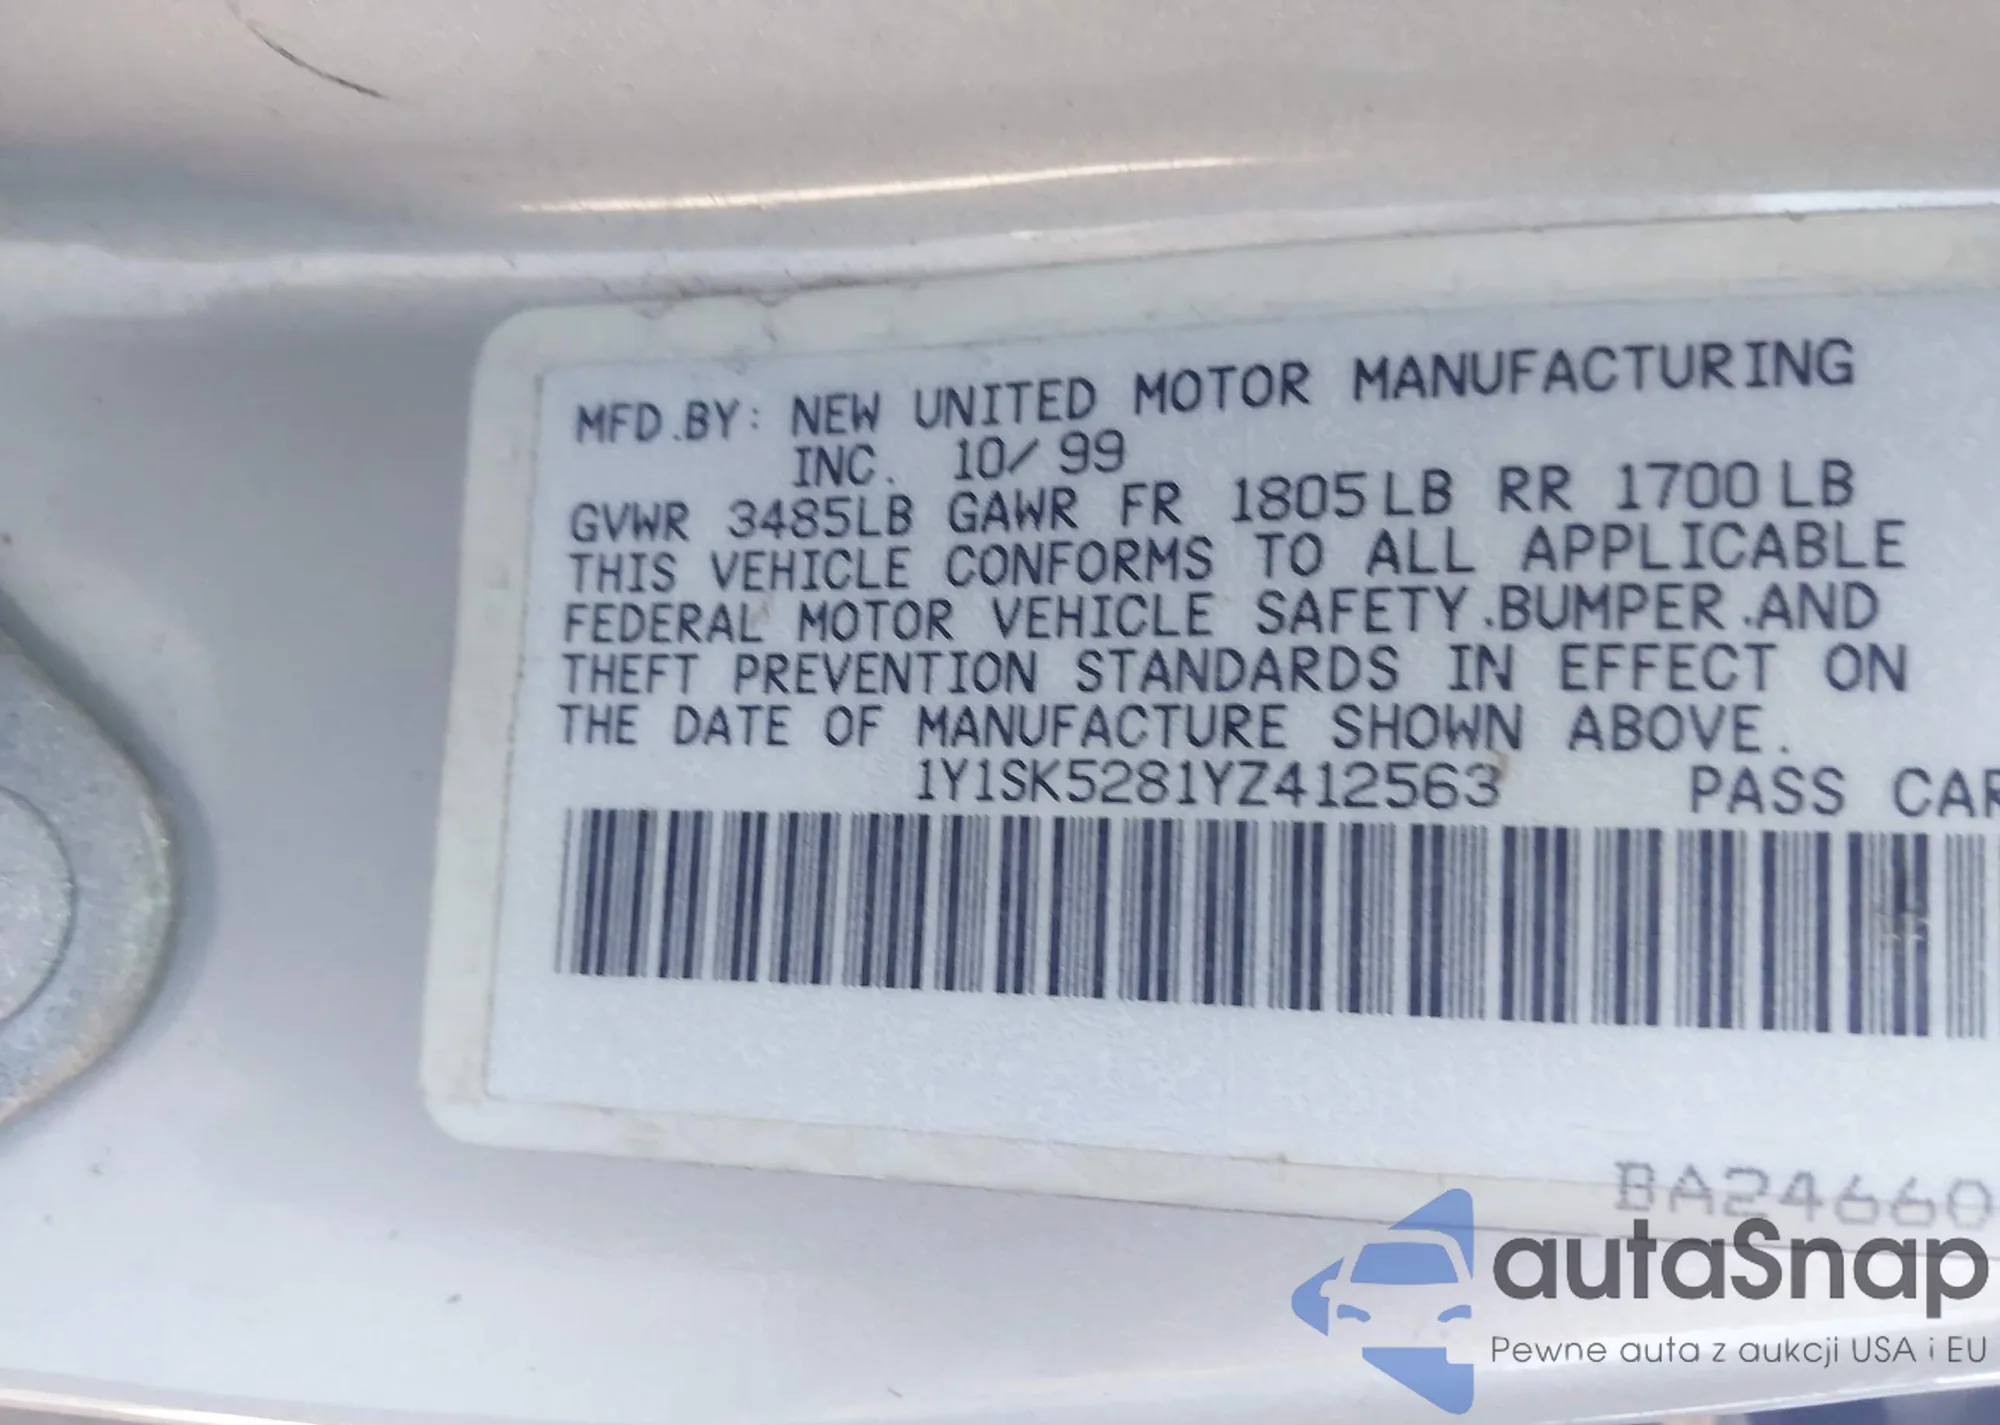 MFD.BY: NEW UNITED MOTOR MANUFACTURING
INC. 10/99
GVWR 3485LB GAWR FR 1805LB RR 1700LB
THIS VEHICLE CONFORMS TO ALL APPLICABLE
FEDERAL MOTOR VEHICLE SAFETY.BUMPER.AND
THEFT PREVENTION STANDARDS IN EFFECT ON
THE DATE OF MANUFACTURE SHOWN ABOVE.
1Y1SK5281YZ412563 PASS CAR
BA24660
autaSnap
Pewne auta z aukcji USA i EU